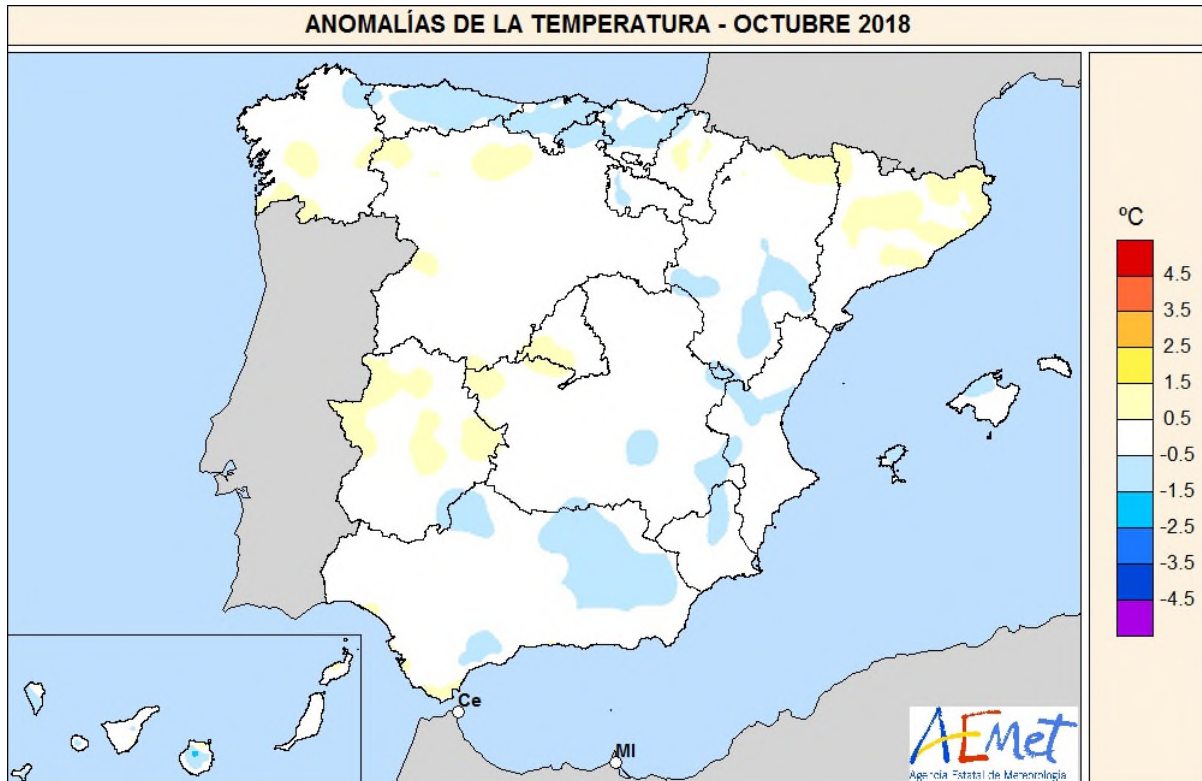 ANOMALÍAS DE LA TEMPERATURA - OCTUBRE 2018
ºC
4.5
3.5
2.5
1.5
0.5
-0.5
-1.5
-2.5
-3.5
-4.5
Ce
Ml
AEMet
Agencia Estatal de Meteorología